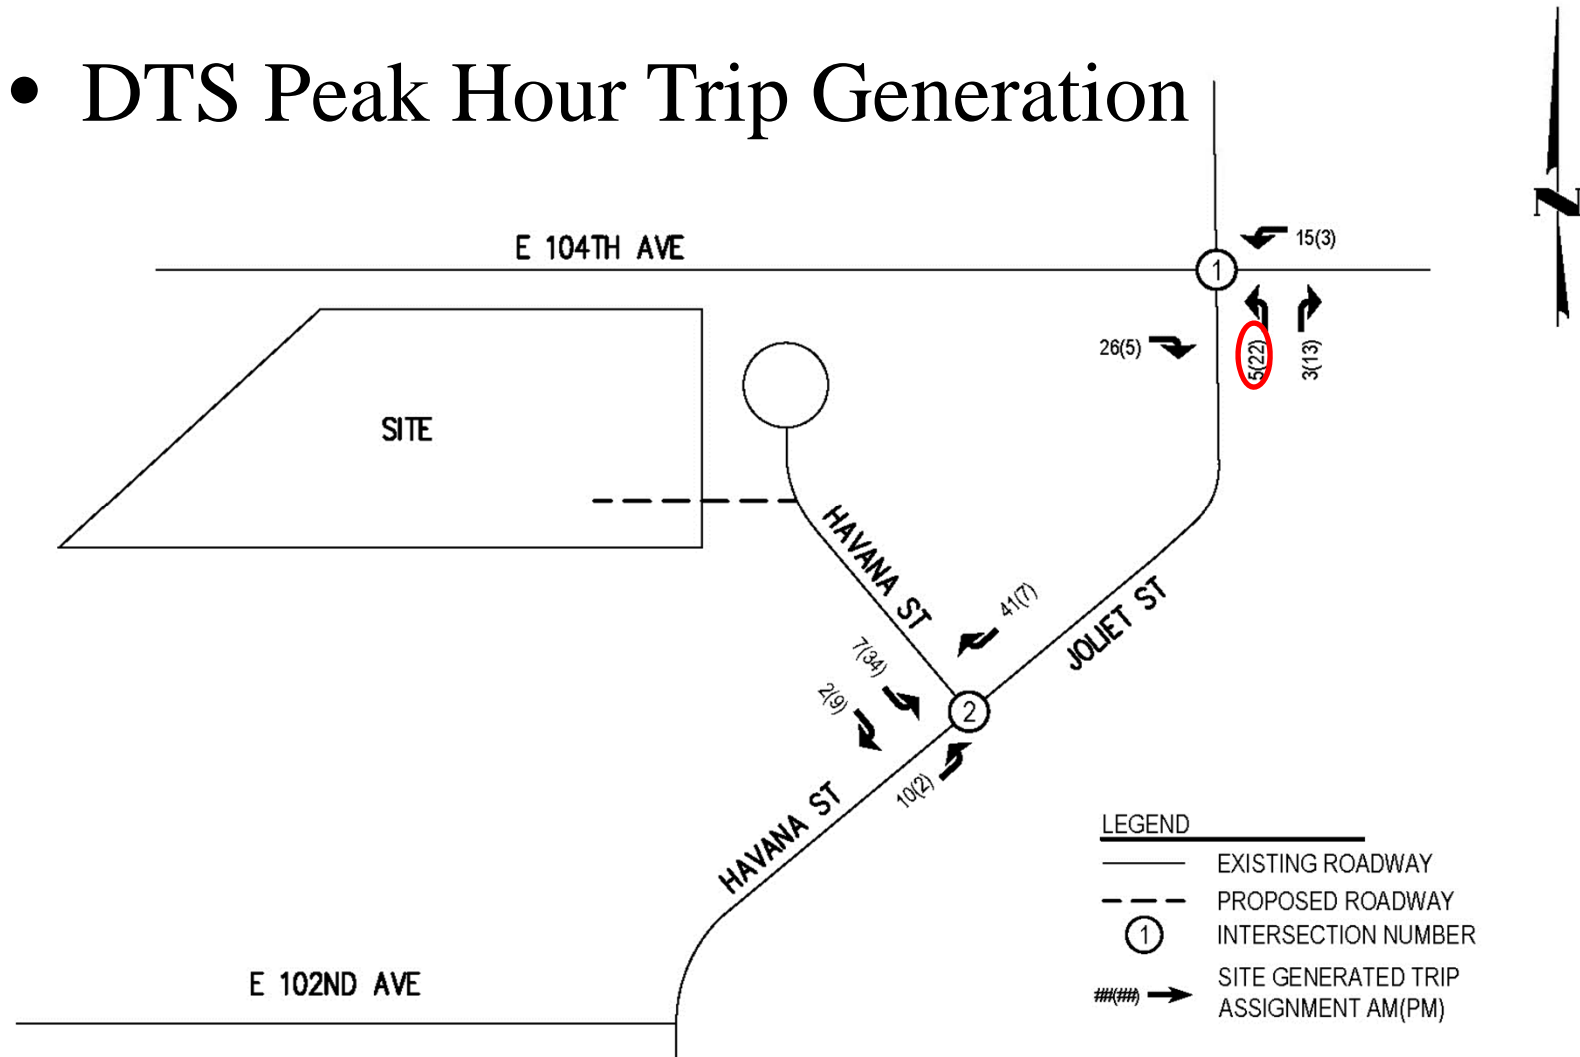 • DTS Peak Hour Trip Generation
N
E 104TH AVE
15(3)
1
26(5)
5(22)
3(13)
SITE
HAVANA ST
41(7)
JOLIET ST
7(34)
2(9)
2
10(2)
HAVANA ST
E 102ND AVE
LEGEND
EXISTING ROADWAY
PROPOSED ROADWAY
1 INTERSECTION NUMBER
##(##) SITE GENERATED TRIP
ASSIGNMENT AM(PM)